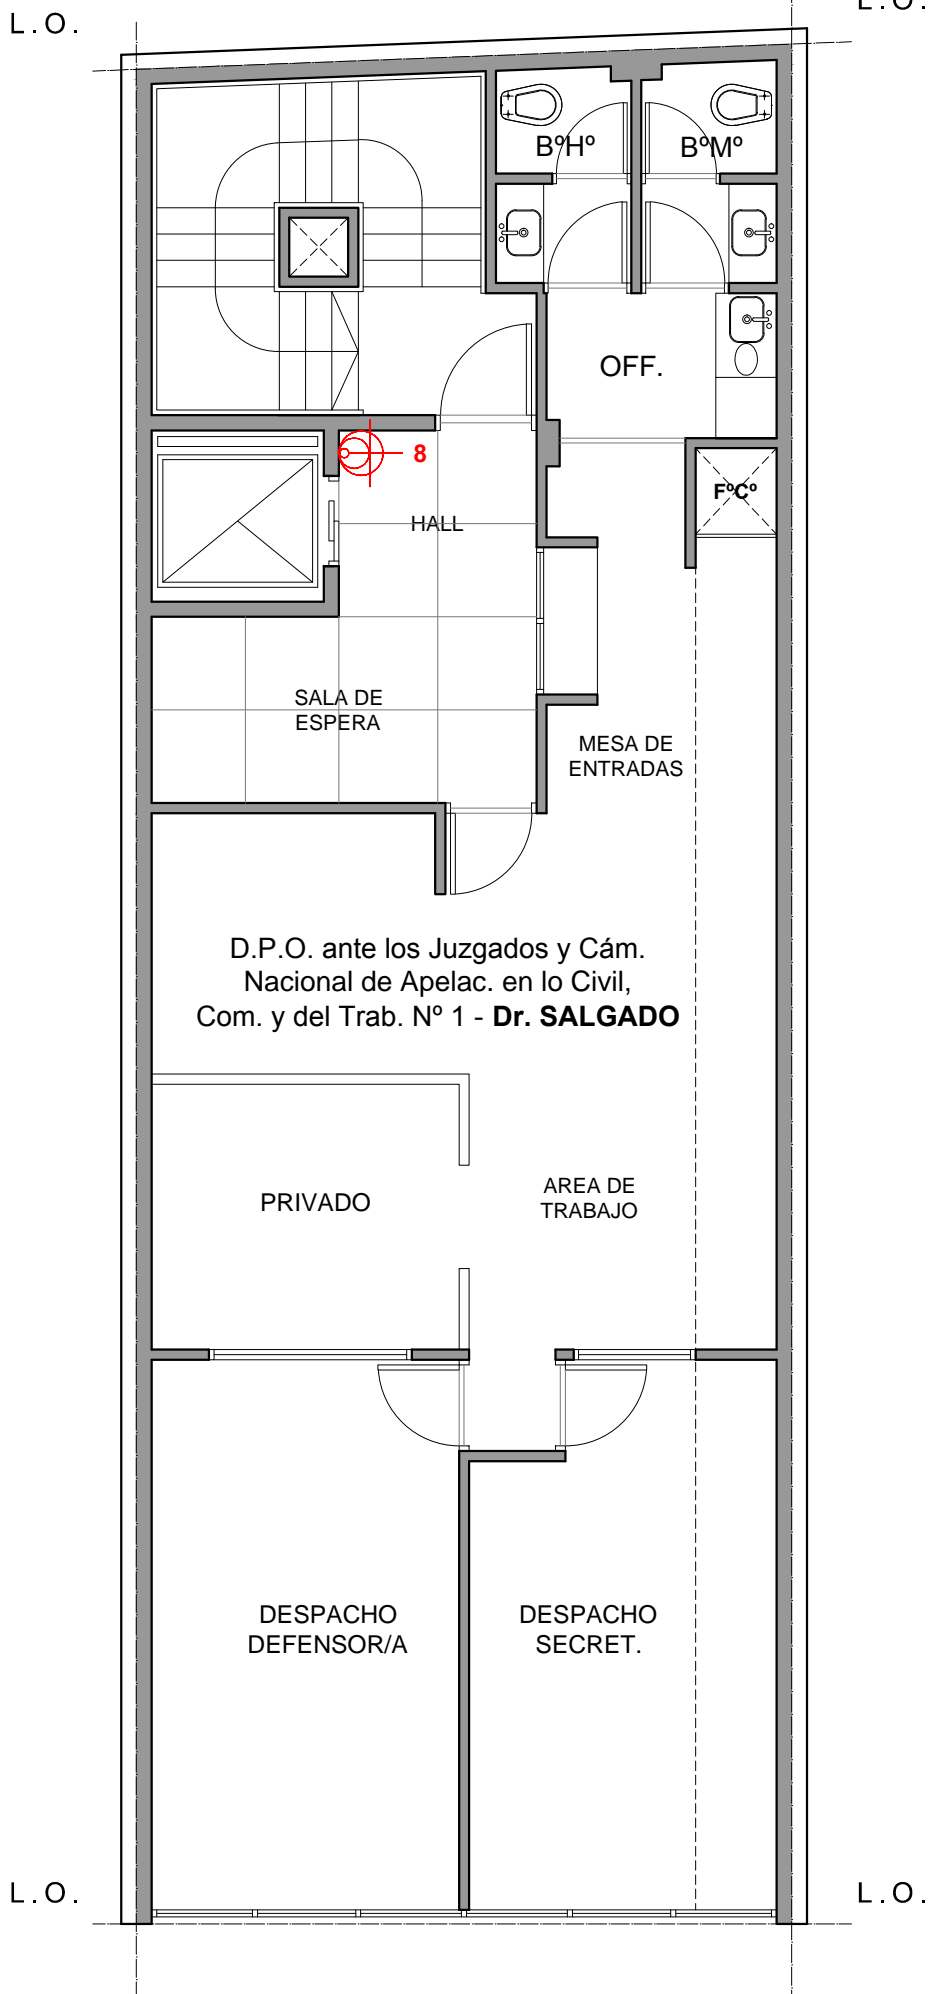 L.O.
L.O.
BºHº
BºMº
OFF.
8
FºCº
HALL
SALA DE
ESPERA
MESA DE
ENTRADAS
D.P.O. ante los Juzgados y Cám.
Nacional de Apelac. en lo Civil,
Com. y del Trab. Nº 1 - Dr. SALGADO
PRIVADO
AREA DE
TRABAJO
DESPACHO
DEFENSOR/A
DESPACHO
SECRET.
L.O.
L.O.